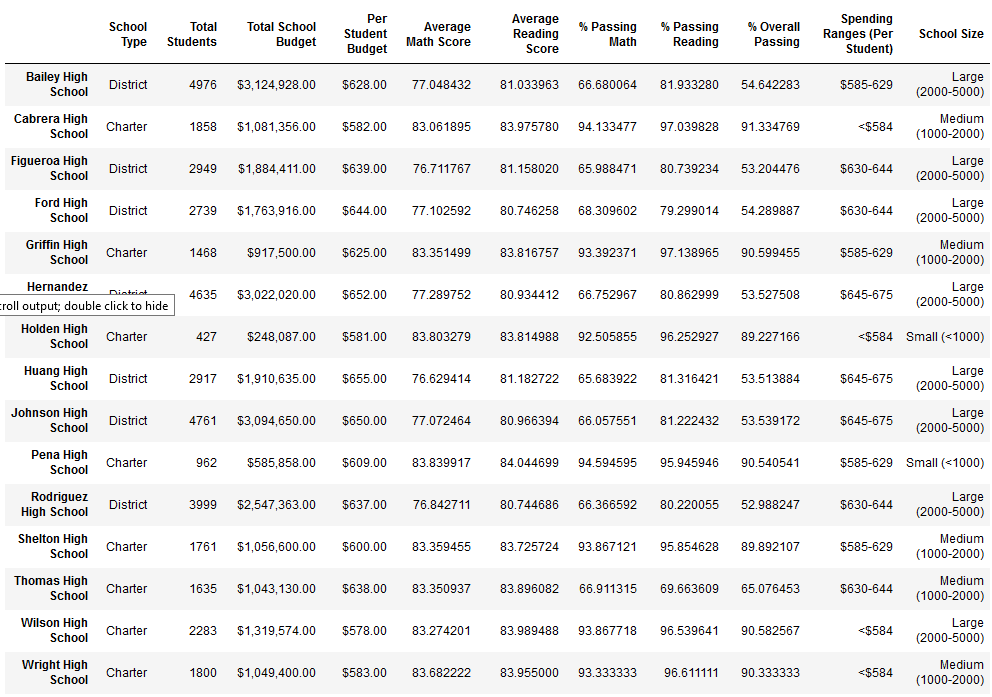 School Type Total Students Total School Budget Per Student Budget Average Math Score Average Reading Score % Passing Math % Passing Reading % Overall Passing Spending Ranges (Per Student) School Size
Bailey High School District 4976 $3,124,928.00 $628.00 77.048432 81.033963 66.680064 81.933280 54.642283 $585-629 Large (2000-5000)
Cabrera High School Charter 1858 $1,081,356.00 $582.00 83.061895 83.975780 94.133477 97.039828 91.334769 <$584 Medium (1000-2000)
Figueroa High School District 2949 $1,884,411.00 $639.00 76.711767 81.158020 65.988471 80.739234 53.204476 $630-644 Large (2000-5000)
Ford High School District 2739 $1,763,916.00 $644.00 77.102592 80.746258 68.309602 79.299014 54.289887 $630-644 Large (2000-5000)
Griffin High School Charter 1468 $917,500.00 $625.00 83.351499 83.816757 93.392371 97.138965 90.599455 $585-629 Medium (1000-2000)
Hernandez District 4635 $3,022,020.00 $652.00 77.289752 80.934412 66.752967 80.862999 53.527508 $645-675 Large (2000-5000)
croll output; double click to hide
Holden High School Charter 427 $248,087.00 $581.00 83.803279 83.814988 92.505855 96.252927 89.227166 <$584 Small (<1000)
Huang High School District 2917 $1,910,635.00 $655.00 76.629414 81.182722 65.683922 81.316421 53.513884 $645-675 Large (2000-5000)
Johnson High School District 4761 $3,094,650.00 $650.00 77.072464 80.966394 66.057551 81.222432 53.539172 $645-675 Large (2000-5000)
Pena High School Charter 962 $585,858.00 $609.00 83.839917 84.044699 94.594595 95.945946 90.540541 $585-629 Small (<1000)
Rodriguez High School District 3999 $2,547,363.00 $637.00 76.842711 80.744686 66.366592 80.220055 52.988247 $630-644 Large (2000-5000)
Shelton High School Charter 1761 $1,056,600.00 $600.00 83.359455 83.725724 93.867121 95.854628 89.892107 $585-629 Medium (1000-2000)
Thomas High School Charter 1635 $1,043,130.00 $638.00 83.350937 83.896082 66.911315 69.663609 65.076453 $630-644 Medium (1000-2000)
Wilson High School Charter 2283 $1,319,574.00 $578.00 83.274201 83.989488 93.867718 96.539641 90.582567 <$584 Large (2000-5000)
Wright High School Charter 1800 $1,049,400.00 $583.00 83.682222 83.955000 93.333333 96.611111 90.333333 <$584 Medium (1000-2000)